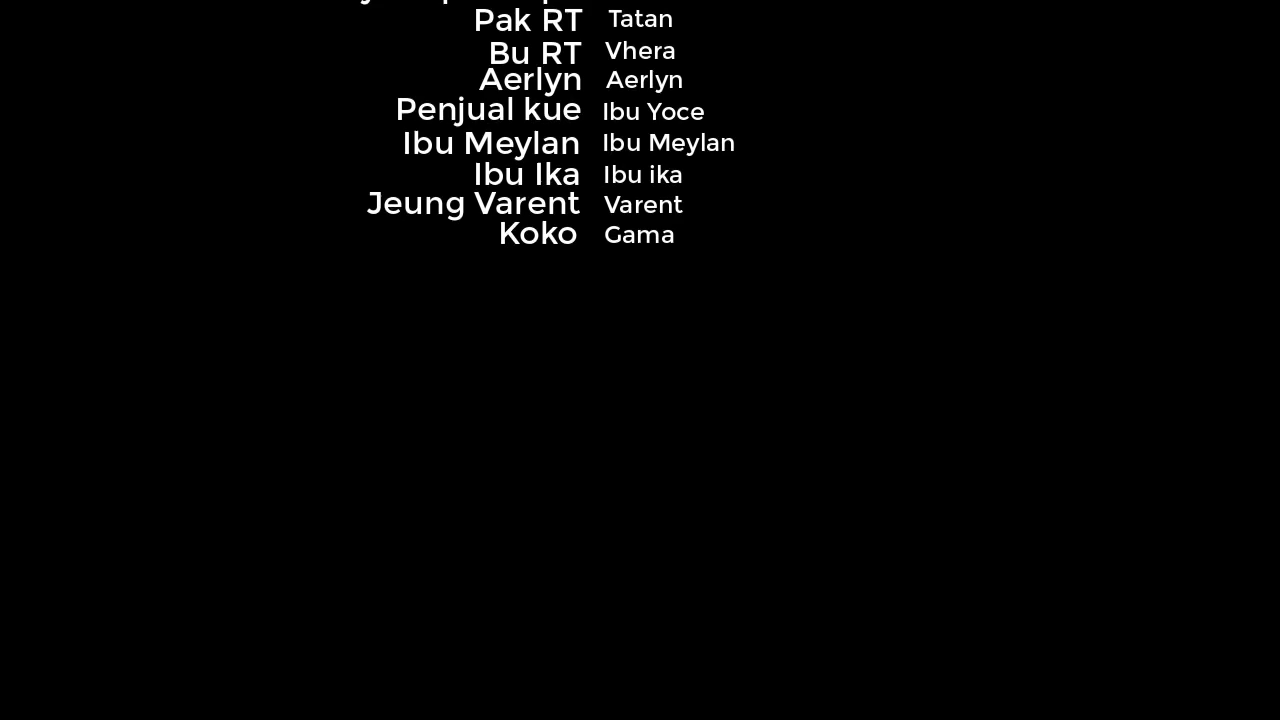 Pak RT Tatan
Bu RT Vhera
Aerlyn Aerlyn
Penjual kue Ibu Yoce
Ibu Meylan Ibu Meylan
Ibu Ika Ibu ika
Jeung Varent Varent
Koko Gama